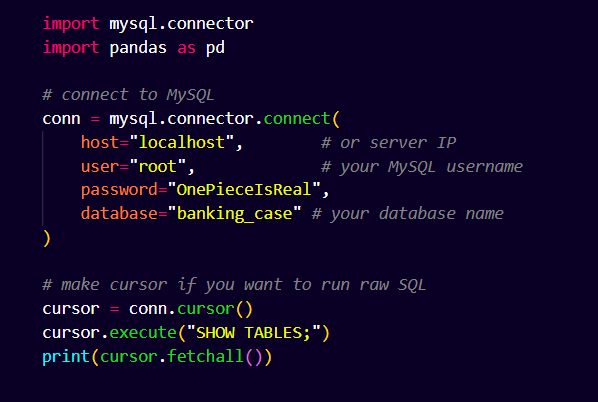 import mysql.connector
import pandas as pd
# connect to MySQL
conn = mysql.connector.connect(
host="localhost", # or server IP
user="root", # your MySQL username
password="OnePieceIsReal",
database="banking_case" # your database name
)
# make cursor if you want to run raw SQL
cursor = conn.cursor()
cursor.execute("SHOW TABLES;")
print(cursor.fetchall())